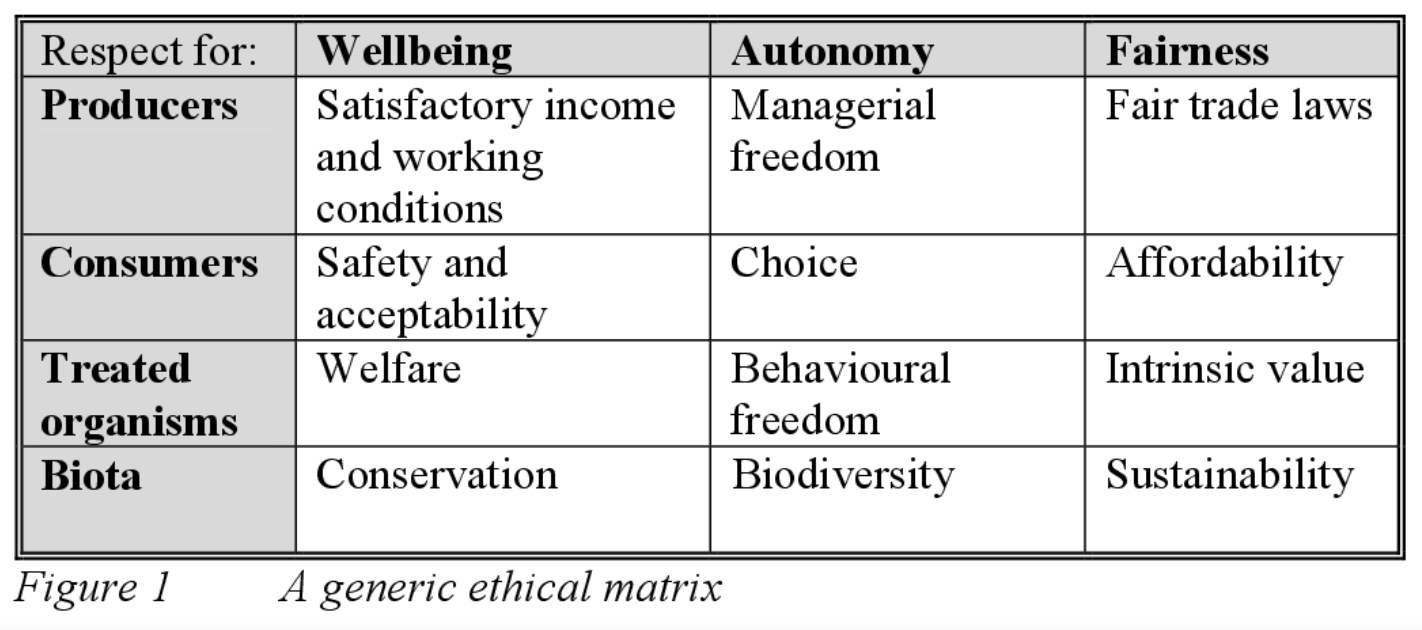 Respect for: Wellbeing Autonomy Fairness
Producers Satisfactory income Managerial Fair trade laws
and working freedom
conditions
Consumers Safety and Choice Affordability
acceptability
Treated Welfare Behavioural Intrinsic value
organisms freedom
Biota Conservation Biodiversity Sustainability
Figure 1 A generic ethical matrix